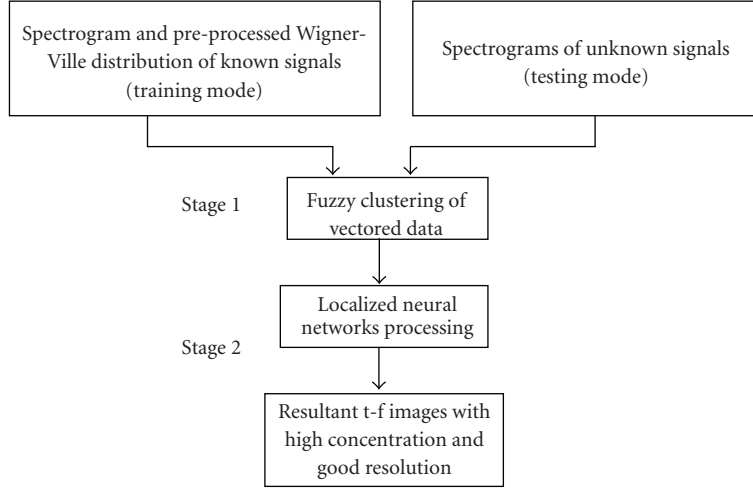 Spectrogram and pre-processed Wigner-
Ville distribution of known signals
(training mode)
Spectrograms of unknown signals
(testing mode)
Stage 1
Fuzzy clustering of
vectored data
Localized neural
networks processing
Stage 2
Resultant t-f images with
high concentration and
good resolution